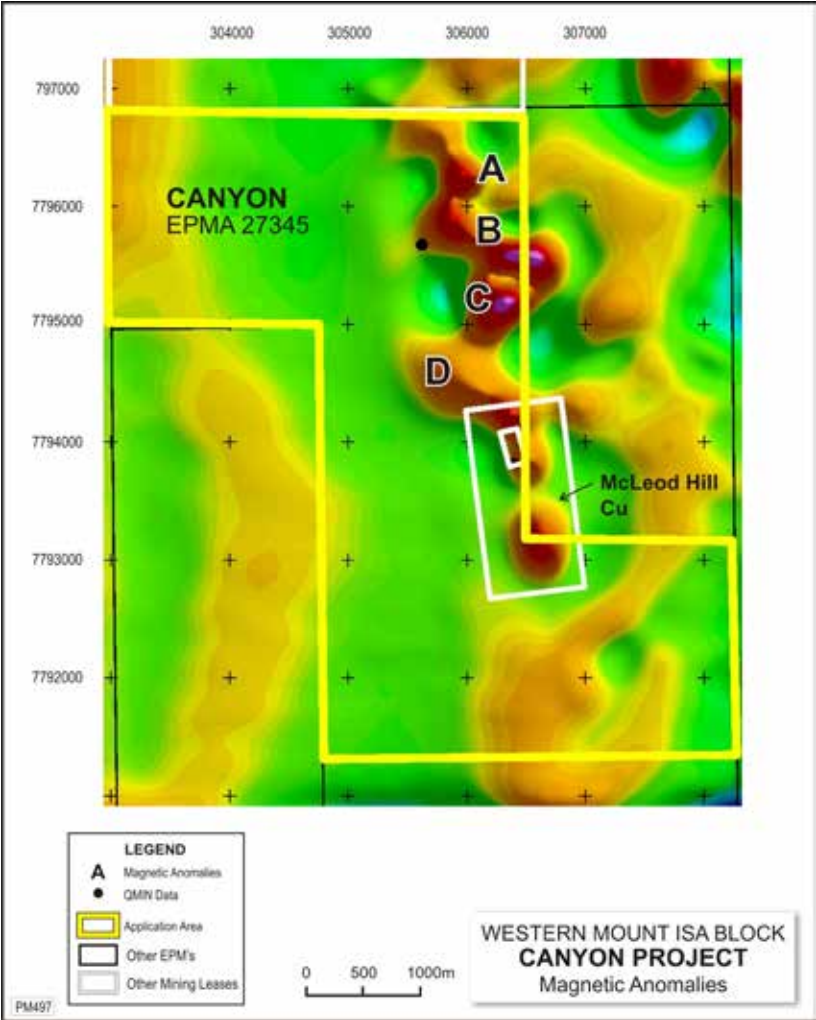 304000 305000 306000 307000
797000
A
CANYON
EPMA 27345
7796000
B
C
7795000
D
7794000
McLeod Hill
Cu
7793000
7792000
LEGEND
A Magnetic Anomalies
QMIN Data
Application Area
Other EPM's
Other Mining Leases
0 500 1000m
WESTERN MOUNT ISA BLOCK
CANYON PROJECT
Magnetic Anomalies
PM497